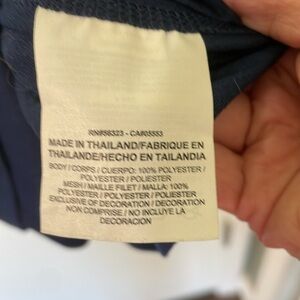 RN#56323 - CA#05553
MADE IN THAILAND/FABRIQUE EN
THAILANDE/HECHO EN TAILANDIA
BODY / CORPS / CUERPO: 100% POLYESTER /
POLYESTER / POLIESTER
MESH / MAILLE FILET / MALLA: 100%
POLYESTER / POLYESTER / POLIESTER
EXCLUSIVE OF DECORATION / DECORATION
NON COMPRISE / NO INCLUYE LA
DECORACION